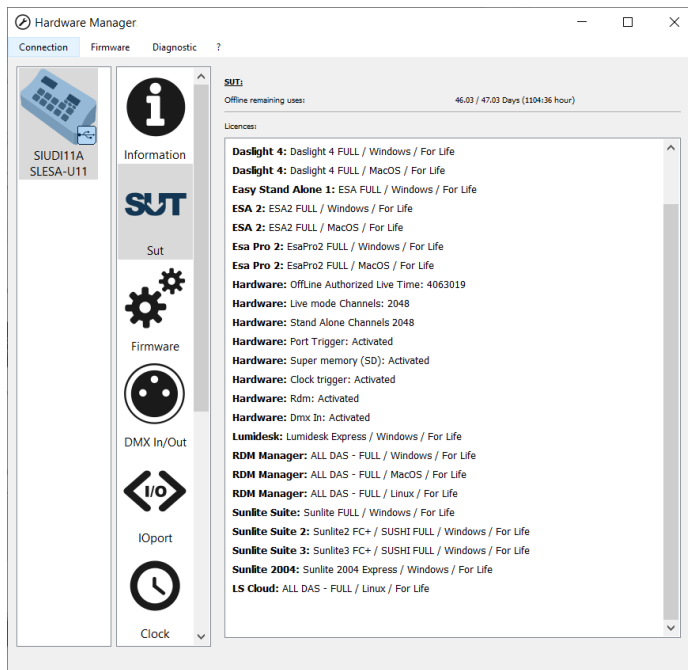 Hardware Manager
Connection Firmware Diagnostic ?
SIUDI11A
SLESA-U11
Information
SUT
Sut
Firmware
DMX In/Out
I/O
IOport
Clock
SUT:
Offline remaining uses: 46.03 / 47.03 Days (1104:36 hour)
Licences:
Daslight 4: Daslight 4 FULL / Windows / For Life
Daslight 4: Daslight 4 FULL / MacOS / For Life
Easy Stand Alone 1: ESA FULL / Windows / For Life
ESA 2: ESA2 FULL / Windows / For Life
ESA 2: ESA2 FULL / MacOS / For Life
Esa Pro 2: EsaPro2 FULL / Windows / For Life
Esa Pro 2: EsaPro2 FULL / MacOS / For Life
Hardware: OffLine Authorized Live Time: 4063019
Hardware: Live mode Channels: 2048
Hardware: Stand Alone Channels 2048
Hardware: Port Trigger: Activated
Hardware: Super memory (SD): Activated
Hardware: Clock trigger: Activated
Hardware: Rdm: Activated
Hardware: Dmx In: Activated
Lumidesk: Lumidesk Express / Windows / For Life
RDM Manager: ALL DAS - FULL / Windows / For Life
RDM Manager: ALL DAS - FULL / MacOS / For Life
RDM Manager: ALL DAS - FULL / Linux / For Life
Sunlite Suite: Sunlite FULL / Windows / For Life
Sunlite Suite 2: Sunlite2 FC+ / SUSHI FULL / Windows / For Life
Sunlite Suite 3: Sunlite3 FC+ / SUSHI FULL / Windows / For Life
Sunlite 2004: Sunlite 2004 Express / Windows / For Life
LS Cloud: ALL DAS - FULL / Linux / For Life